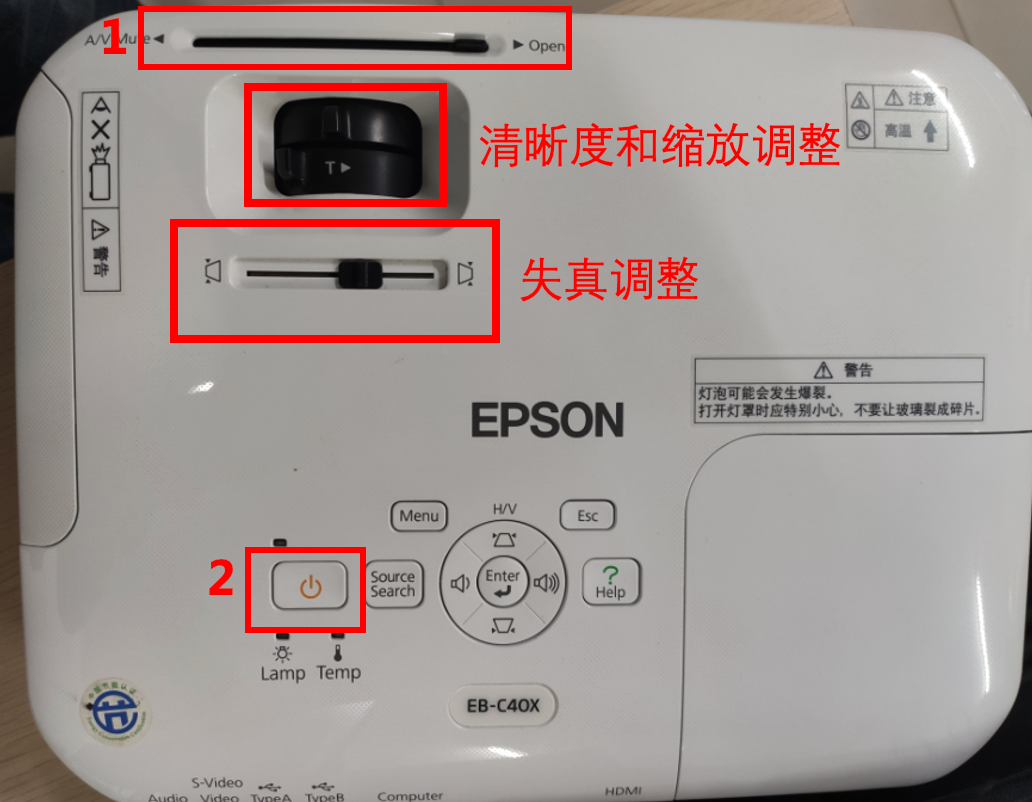 1
A/V Mute
Open
注意
高温
清晰度和缩放调整
T
警告
失真调整
警告
灯泡可能会发生爆裂。
打开灯罩时应特别小心，不要让玻璃裂成碎片。
EPSON
Menu
H/V
Esc
2
Source
Search
Enter
?
Help
Lamp
Temp
EB-C40X
S-Video
Audio
Video
TypeA
TypeB
Computer
HDMI